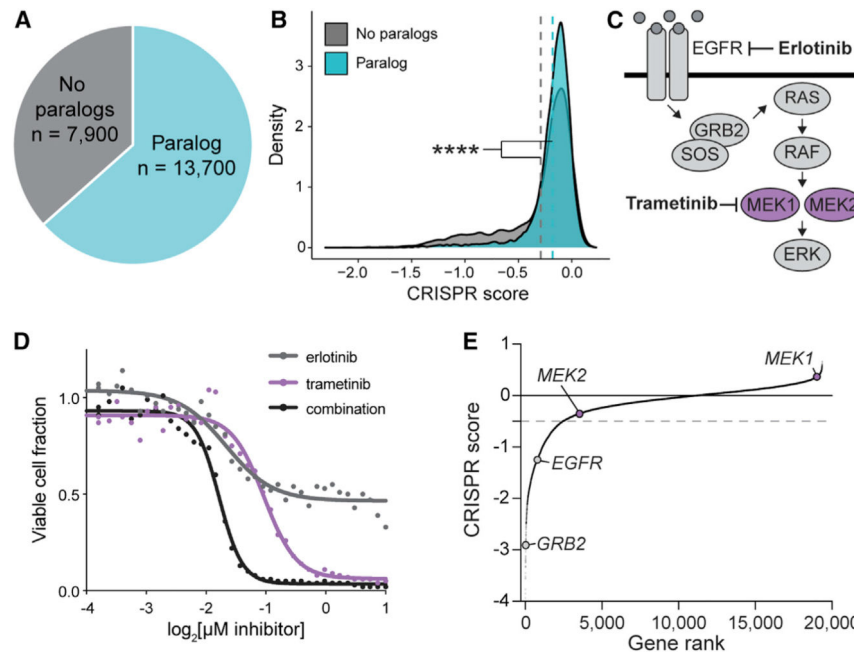 A
No
paralogs
n = 7,900
Paralog
n = 13,700
B
No paralogs
Paralog
Density
3
2
1
0
****
−2.0
−1.5
−1.0
−0.5
0.0
CRISPR score
C
EGFR
Erlotinib
RAS
GRB2
SOS
RAF
Trametinib
MEK1
MEK2
ERK
D
erlotinib
trametinib
combination
Viable cell fraction
1.0
0.5
0.0
-4
-3
-2
-1
0
1
log2[µM inhibitor]
E
CRISPR score
1
0
-1
-2
-3
-4
MEK1
MEK2
EGFR
GRB2
0
5,000
10,000
15,000
20,000
Gene rank